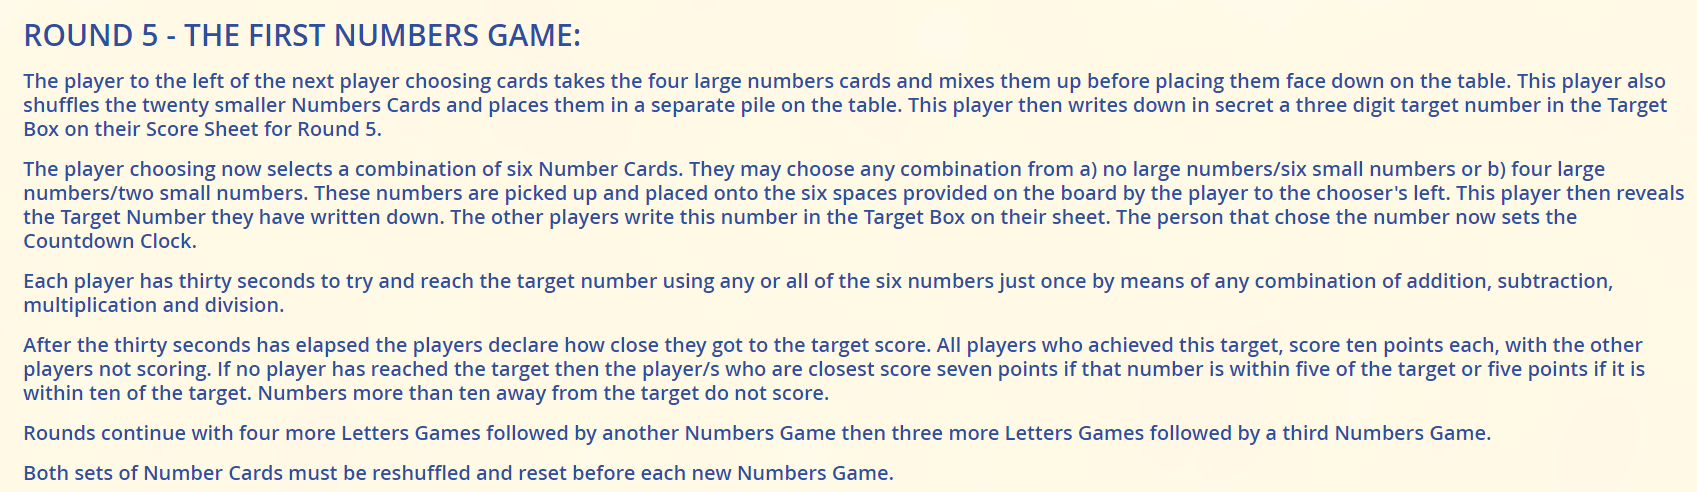 ROUND 5 - THE FIRST NUMBERS GAME:
The player to the left of the next player choosing cards takes the four large numbers cards and mixes them up before placing them face down on the table. This player also
shuffles the twenty smaller Numbers Cards and places them in a separate pile on the table. This player then writes down in secret a three digit target number in the Target
Box on their Score Sheet for Round 5.
The player choosing now selects a combination of six Number Cards. They may choose any combination from a) no large numbers/six small numbers or b) four large
numbers/two small numbers. These numbers are picked up and placed onto the six spaces provided on the board by the player to the chooser's left. This player then reveals
the Target Number they have written down. The other players write this number in the Target Box on their sheet. The person that chose the number now sets the
Countdown Clock.
Each player has thirty seconds to try and reach the target number using any or all of the six numbers just once by means of any combination of addition, subtraction,
multiplication and division.
After the thirty seconds has elapsed the players declare how close they got to the target score. All players who achieved this target, score ten points each, with the other
players not scoring. If no player has reached the target then the player/s who are closest score seven points if that number is within five of the target or five points if it is
within ten of the target. Numbers more than ten away from the target do not score.
Rounds continue with four more Letters Games followed by another Numbers Game then three more Letters Games followed by a third Numbers Game.
Both sets of Number Cards must be reshuffled and reset before each new Numbers Game.